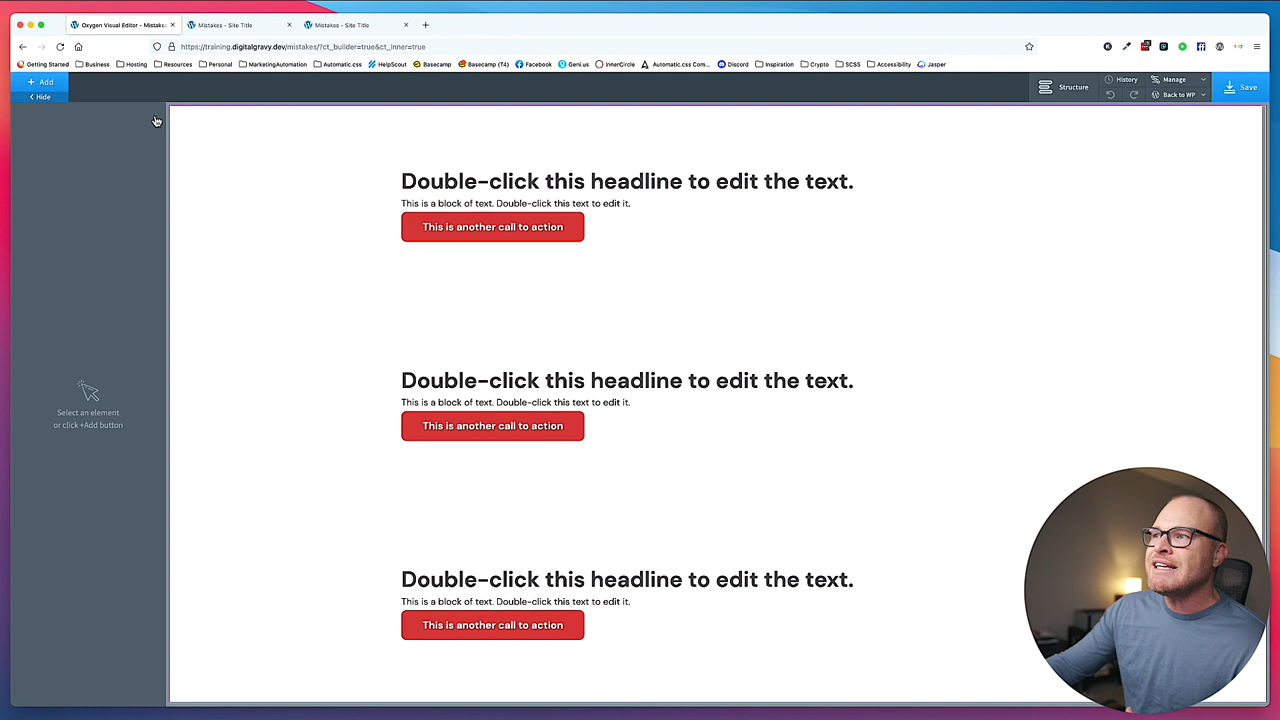 Oxygen Visual Editor - Mistake
Mistakes - Site Title
Mistakes - Site Title
https://training.digitalgravy.dev/mistakes/?ct_builder=true&ct_inner=true
Getting Started Business Hosting Resources Personal MarketingAutomation Automatic.css HelpScout Basecamp Basecamp (T4) Facebook Geni.us InnerCircle Automatic.css Com... Discord Inspiration Crypto SCSS Accessibility Jasper
+ Add
< Hide
Structure
History
Manage
Back to WP
Save
Select an element
or click +Add button
Double-click this headline to edit the text.
This is a block of text. Double-click this text to edit it.
This is another call to action
Double-click this headline to edit the text.
This is a block of text. Double-click this text to edit it.
This is another call to action
Double-click this headline to edit the text.
This is a block of text. Double-click this text to edit it.
This is another call to action